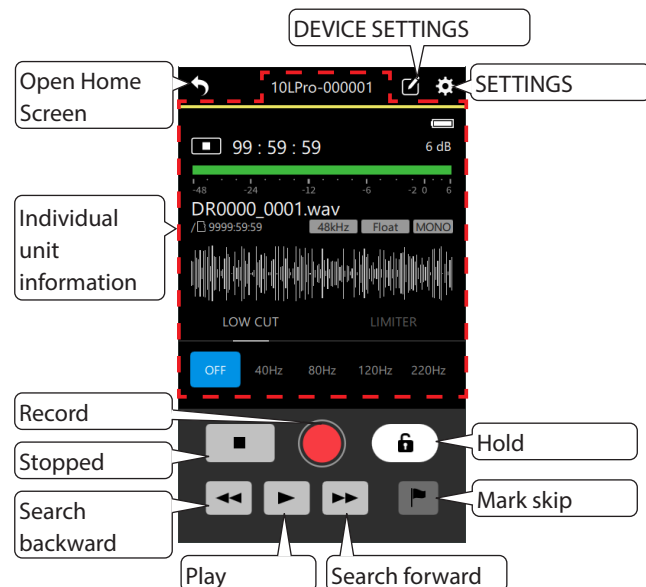 DEVICE SETTINGS
Open Home
Screen
10LPro-000001
SETTINGS
99 : 59 : 59
6 dB
-48 -24 -12 -6 -2 0 6
DR0000_0001.wav
/ 9999:59:59
48kHz Float MONO
Individual
unit
information
LOW CUT LIMITER
OFF 40Hz 80Hz 120Hz 220Hz
Record
Stopped
Hold
Search
backward
Mark skip
Play
Search forward